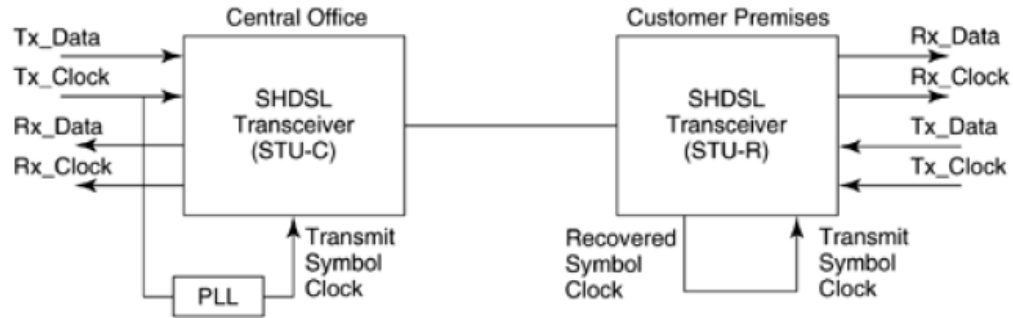 Central Office
Customer Premises
Tx_Data
Tx_Clock
Rx_Data
Rx_Clock
SHDSL
Transceiver
(STU-C)
SHDSL
Transceiver
(STU-R)
Rx_Data
Rx_Clock
Tx_Data
Tx_Clock
Transmit
Symbol
Clock
PLL
Recovered
Symbol
Clock
Transmit
Symbol
Clock